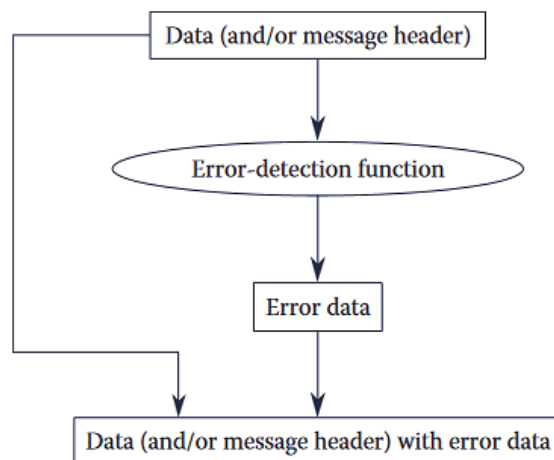 Data (and/or message header)
Error-detection function
Error data
Data (and/or message header) with error data